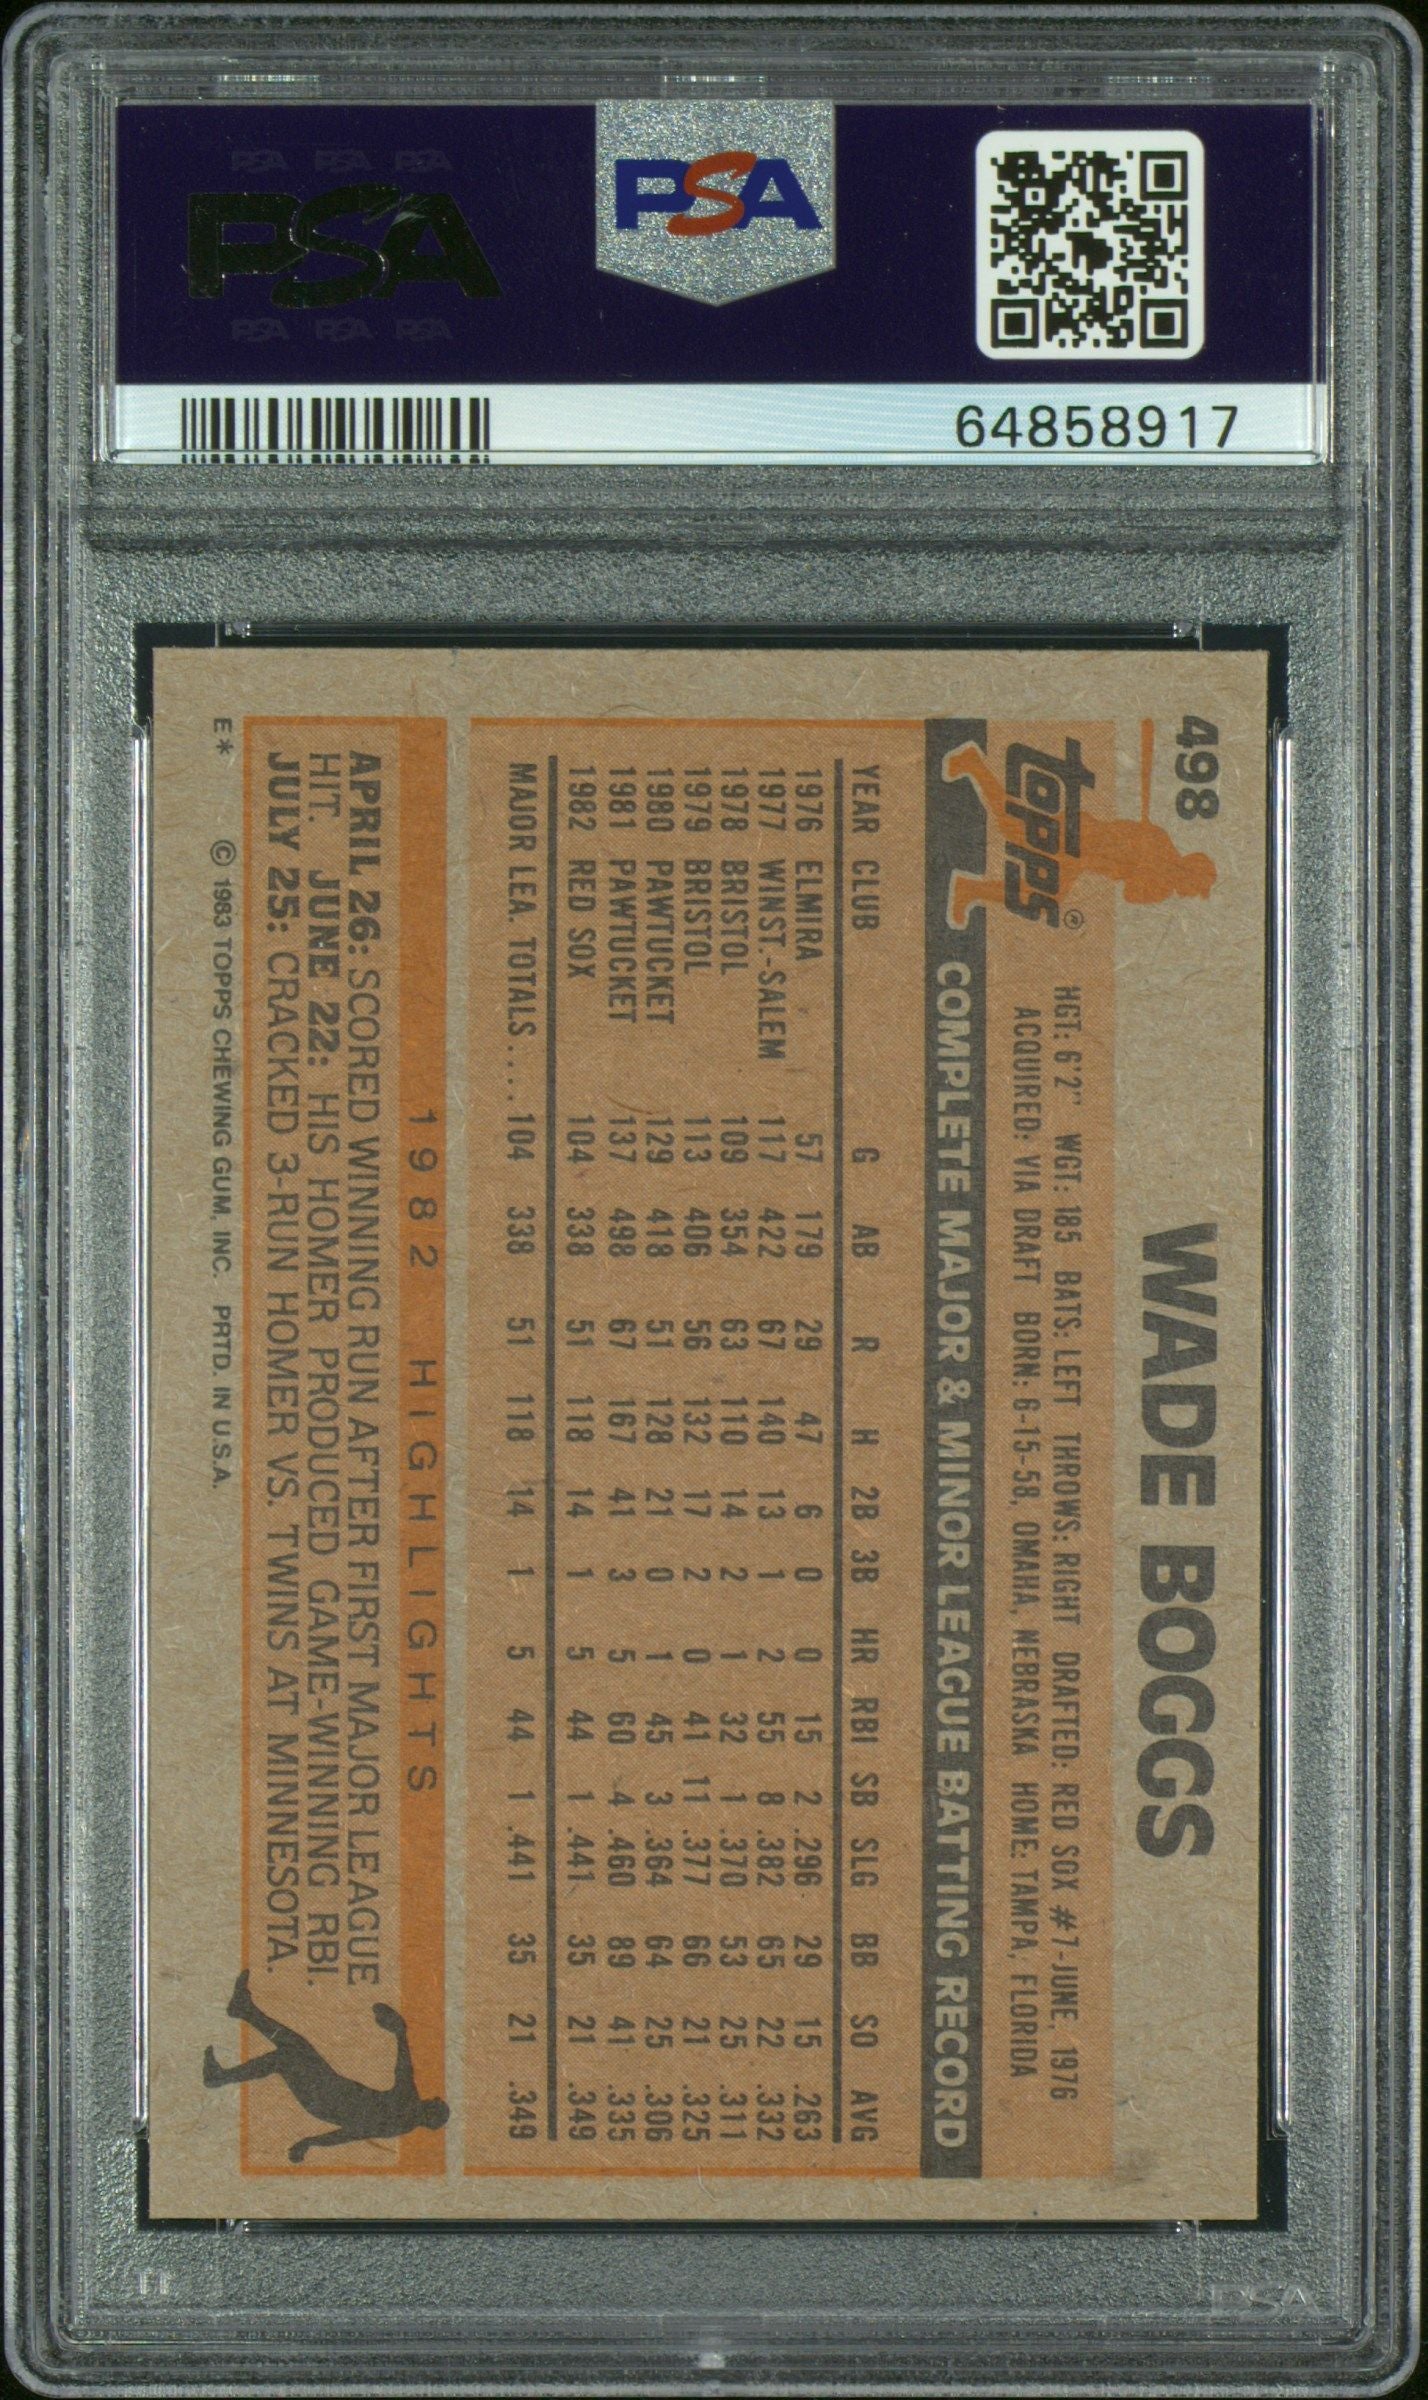 PSA PSA PSA
PSA
PSA PSA PSA
PSA
64858917
498
WADE BOGGS
Topps®
HGT: 6'2" WGT: 185 BATS: LEFT THROWS: RIGHT DRAFTED: RED SOX #7-JUNE, 1976
ACQUIRED: VIA DRAFT BORN: 6-15-58, OMAHA, NEBRASKA HOME: TAMPA, FLORIDA
COMPLETE MAJOR & MINOR LEAGUE BATTING RECORD
YEAR CLUB G AB R H 2B 3B HR RBI SB SLG BB SO AVG
1976 ELMIRA 57 179 29 47 6 0 0 15 2 .296 29 15 .263
1977 WINST.-SALEM 117 422 67 140 13 1 2 55 8 .382 65 22 .332
1978 BRISTOL 109 354 63 110 14 2 1 32 1 .370 53 25 .311
1979 BRISTOL 113 406 56 132 17 2 0 41 11 .377 66 21 .325
1980 PAWTUCKET 129 418 51 128 21 0 1 45 3 .364 64 25 .306
1981 PAWTUCKET 137 498 67 167 41 3 5 60 4 .460 89 41 .335
1982 RED SOX 104 338 51 118 14 1 5 44 1 .441 35 21 .349
MAJOR LEA. TOTALS.... 104 338 51 118 14 1 5 44 1 .441 35 21 .349
1982 HIGHLIGHTS
APRIL 26: SCORED WINNING RUN AFTER FIRST MAJOR LEAGUE
HIT. JUNE 22: HIS HOMER PRODUCED GAME-WINNING RBI.
JULY 25: CRACKED 3-RUN HOMER VS. TWINS AT MINNESOTA.
E* © 1983 TOPPS CHEWING GUM, INC. PRTD. IN U.S.A.
PSA